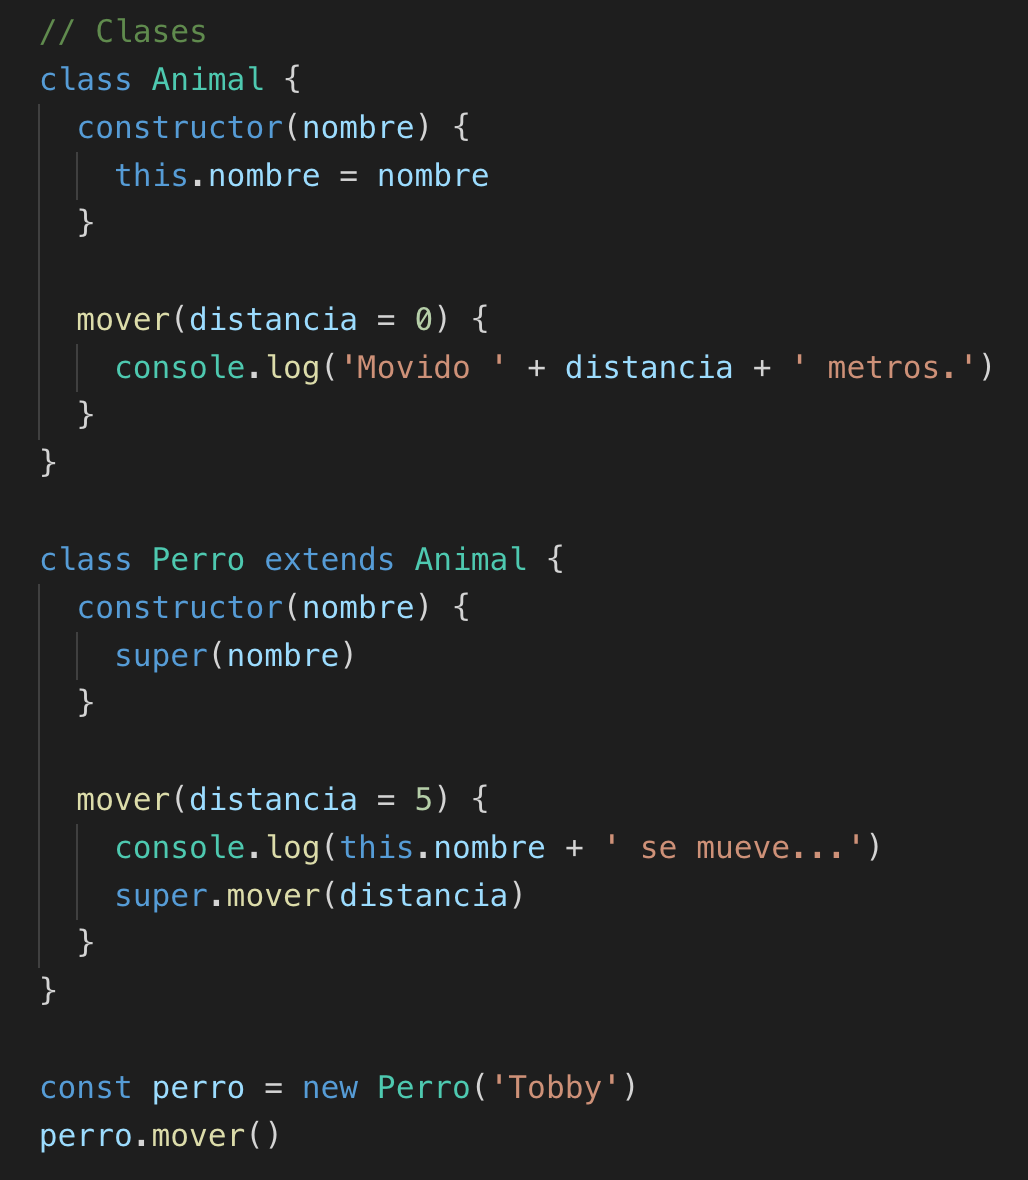 // Clases
class Animal {
  constructor(nombre) {
    this.nombre = nombre
  }
  mover(distancia = 0) {
    console.log('Movido ' + distancia + ' metros.')
  }
}
class Perro extends Animal {
  constructor(nombre) {
    super(nombre)
  }
  mover(distancia = 5) {
    console.log(this.nombre + ' se mueve...')
    super.mover(distancia)
  }
}
const perro = new Perro('Tobby')
perro.mover()